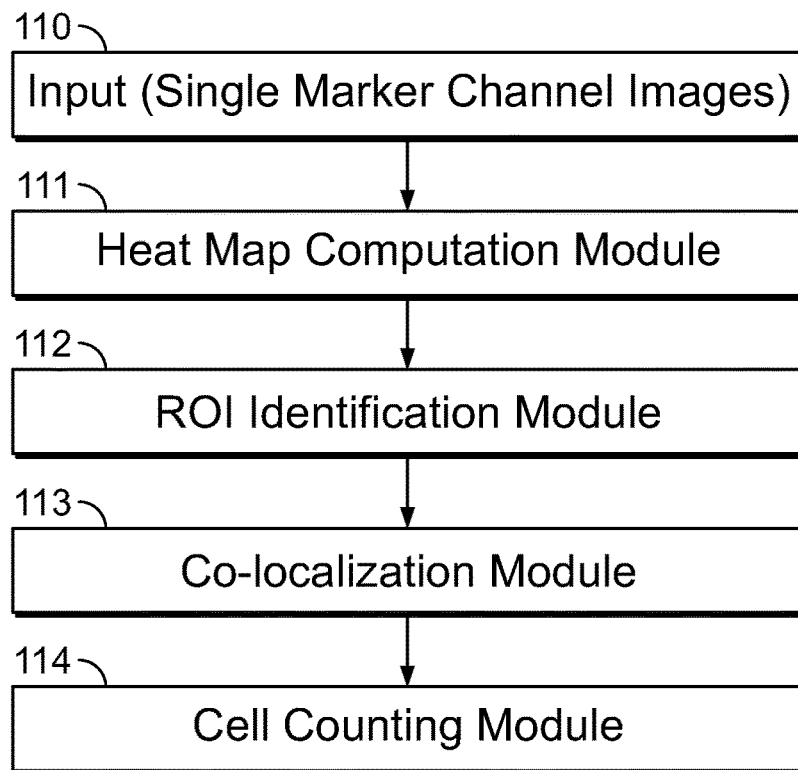 110
Input (Single Marker Channel Images)
111
Heat Map Computation Module
112
ROI Identification Module
113
Co-localization Module
114
Cell Counting Module